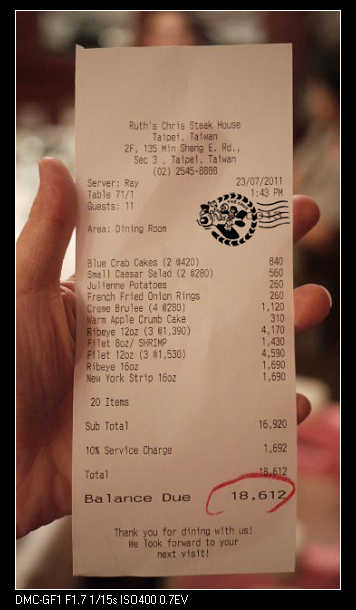 Ruth's Chris Steak House
Taipei, Taiwan
2F, 135 Min Sheng E. Rd.,
Sec 3 , Taipei, Taiwan
(02) 2545-8888
Server: Ray 23/07/2011
Table 71/1 1:43 PM
Guests: 11
Area: Dining Room
Blue Crab Cakes (2 @420) 840
Small Caesar Salad (2 @280) 560
Julienne Potatoes 260
French Fried Onion Rings 260
Creme Brulee (4 @280) 1,120
Warm Apple Crumb Cake 310
Ribeye 12oz (3 @1,390) 4,170
Filet 8oz/ SHRIMP 1,430
Filet 12oz (3 @1,530) 4,590
Ribeye 16oz 1,690
New York Strip 16oz 1,690
20 Items
Sub Total 16,920
10% Service Charge 1,692
Total 18,612
Balance Due 18,612
Thank you for dining with us!
We look forward to your
next visit!
DMC-GF1 F1.7 1/15s ISO400 0.7EV